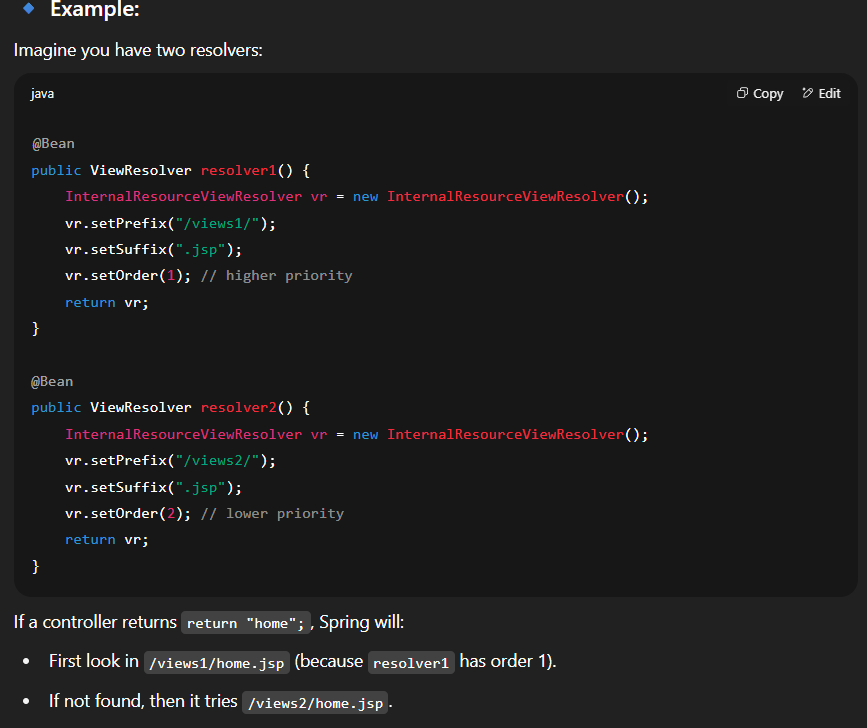 Example:
Imagine you have two resolvers:
java
Copy
Edit
@Bean
public ViewResolver resolver1() {
    InternalResourceViewResolver vr = new InternalResourceViewResolver();
    vr.setPrefix("/views1/");
    vr.setSuffix(".jsp");
    vr.setOrder(1); // higher priority
    return vr;
}
@Bean
public ViewResolver resolver2() {
    InternalResourceViewResolver vr = new InternalResourceViewResolver();
    vr.setPrefix("/views2/");
    vr.setSuffix(".jsp");
    vr.setOrder(2); // lower priority
    return vr;
}
If a controller returns return "home"; , Spring will:
• First look in /views1/home.jsp (because resolver1 has order 1).
• If not found, then it tries /views2/home.jsp .